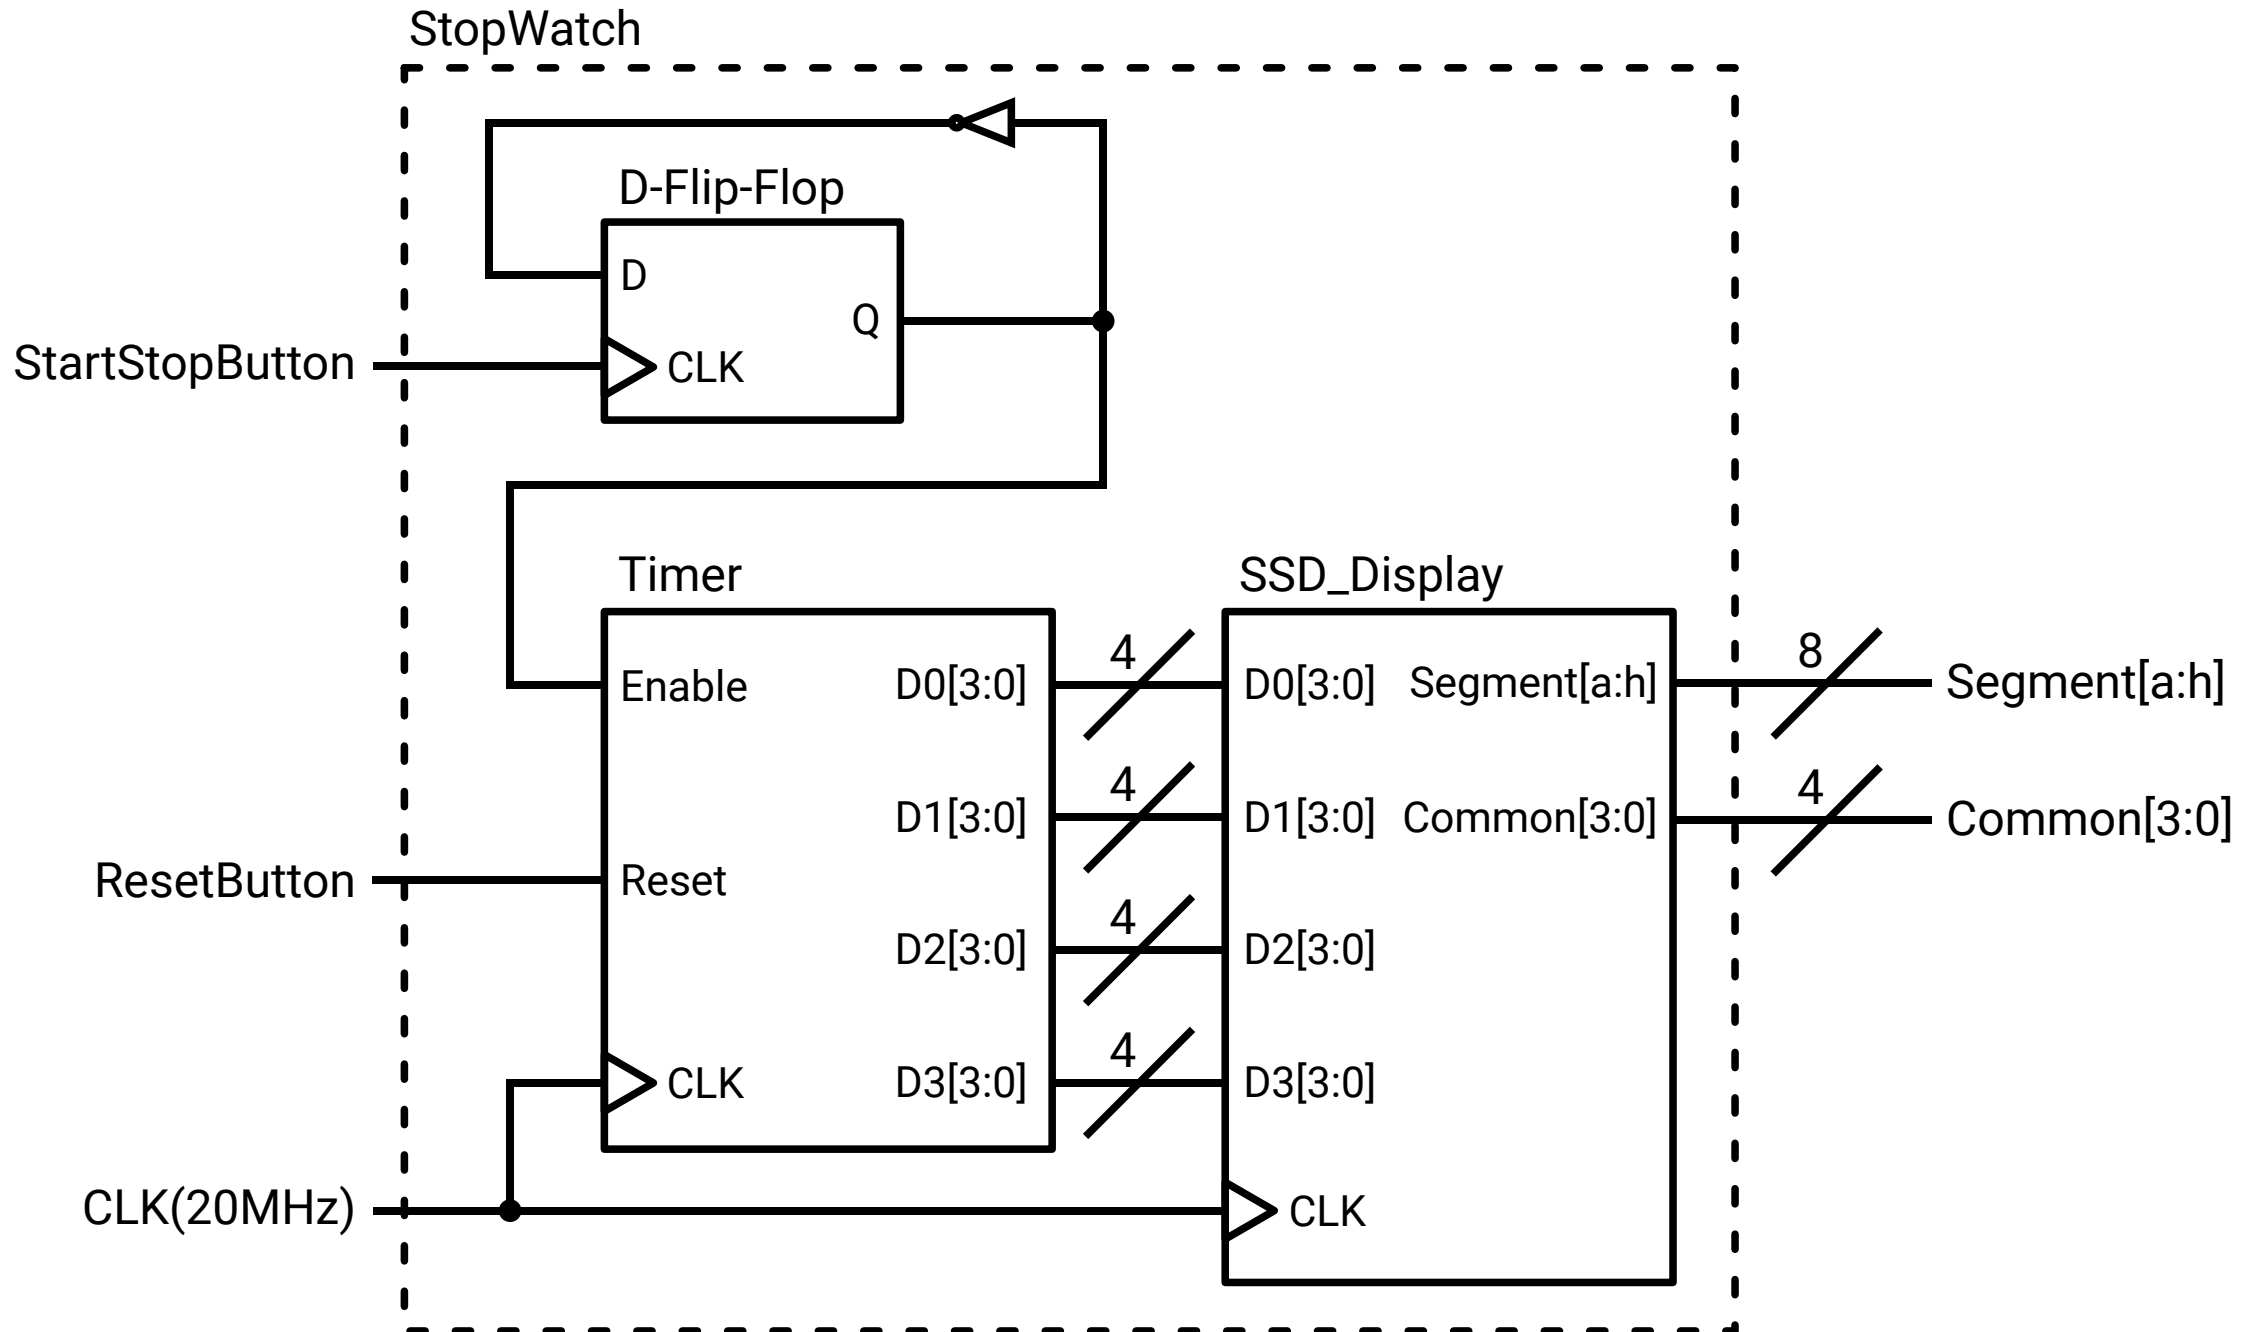 StopWatch
D-Flip-Flop
D
Q
StartStopButton
CLK
Timer
SSD_Display
Enable
D0[3:0]
4
D0[3:0]
Segment[a:h]
8
Segment[a:h]
D1[3:0]
4
D1[3:0]
Common[3:0]
4
Common[3:0]
ResetButton
Reset
D2[3:0]
4
D2[3:0]
CLK
D3[3:0]
4
D3[3:0]
CLK(20MHz)
CLK